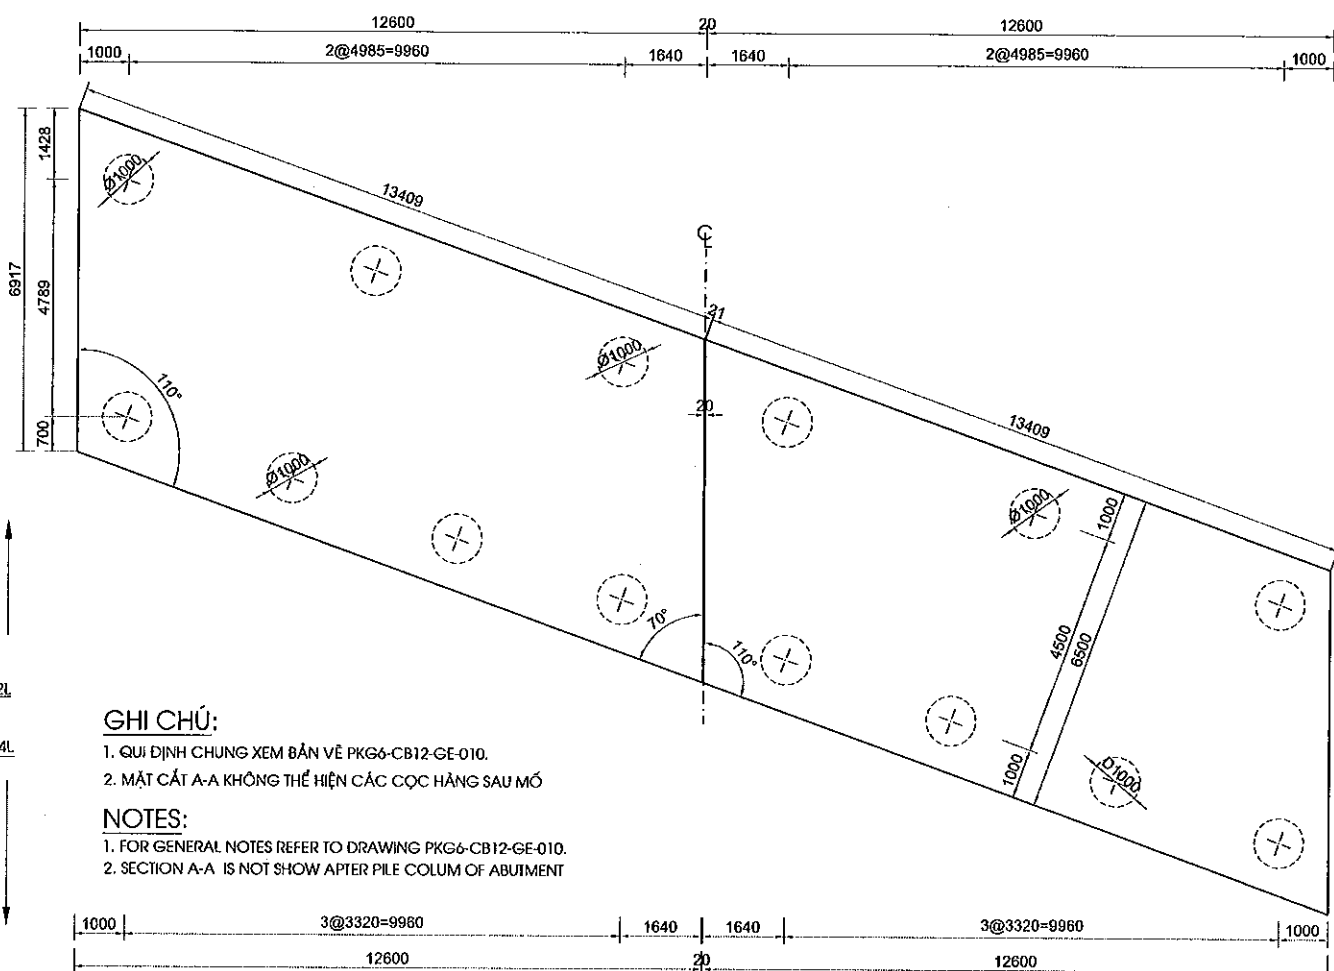 12600 20 12600
1000 2@4985=9960 1640 1640 2@4985=9960 1000
1428
Ø1000
13409
℄
6917
4789
21
Ø1000
110°
20
13409
700
Ø1000
Ø1000
1000
4500
6500
70°
110°
2L
4L
1000
D1000
GHI CHÚ:
1. QUI ĐỊNH CHUNG XEM BẢN VẼ PKG6-CB12-GE-010.
2. MẶT CẮT A-A KHÔNG THỂ HIỆN CÁC CỌC HÀNG SAU MỐ
NOTES:
1. FOR GENERAL NOTES REFER TO DRAWING PKG6-CB12-GE-010.
2. SECTION A-A IS NOT SHOW APTER PILE COLUM OF ABUTMENT
1000 3@3320=9960 1640 1640 3@3320=9960 1000
12600 20 12600